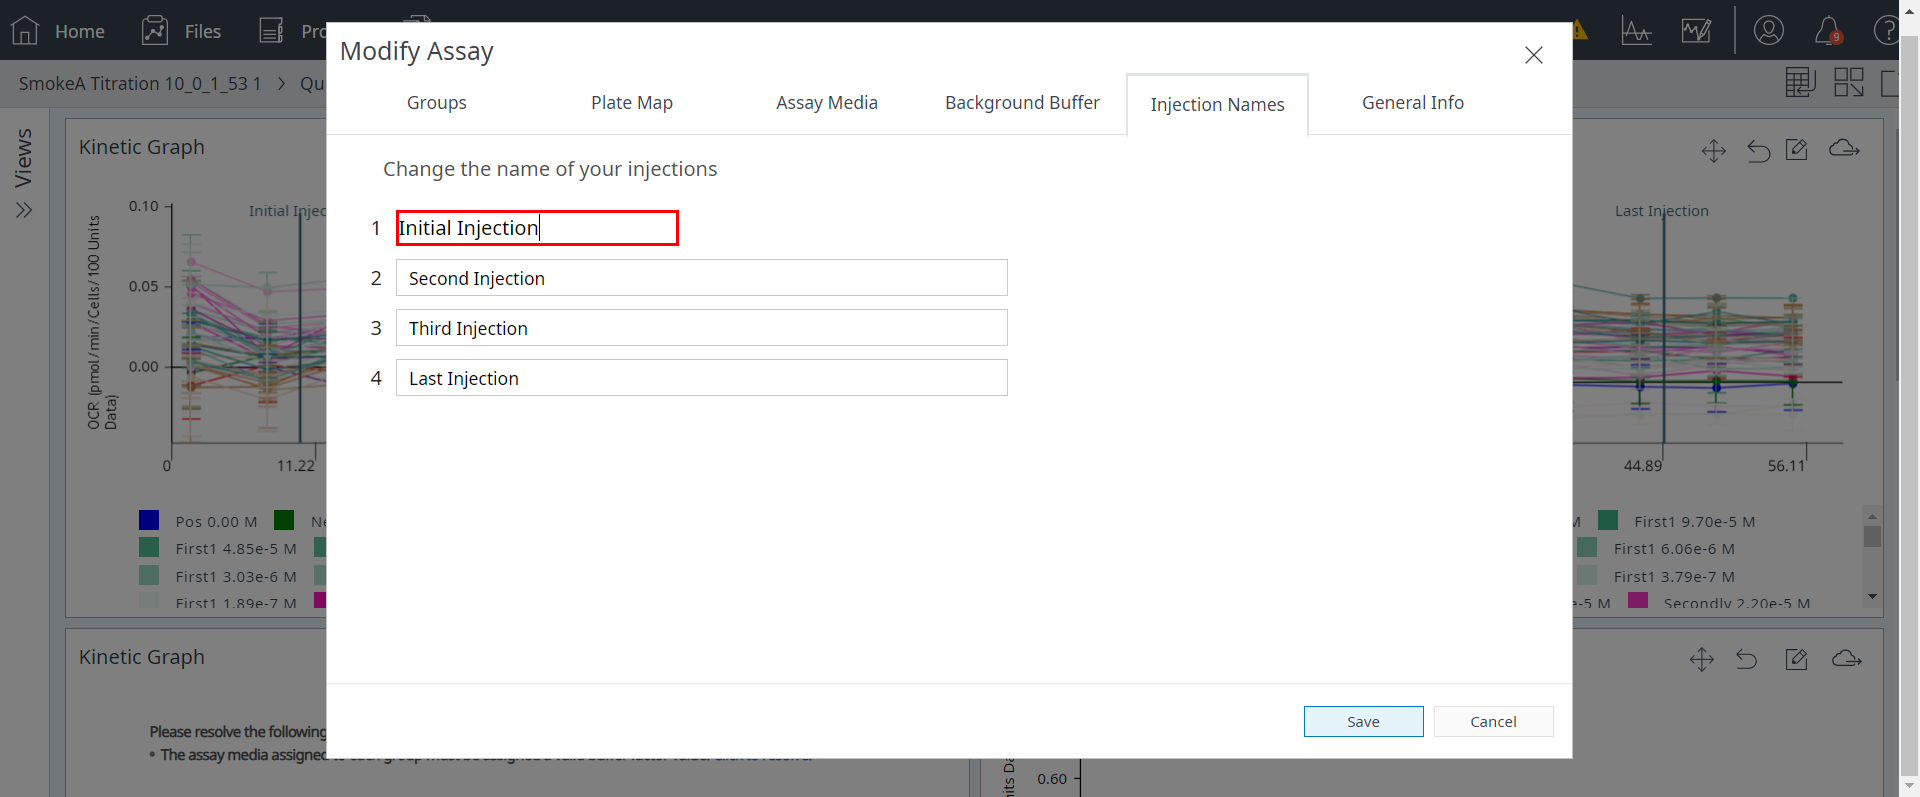 Home
Files
9
SmokeA Titration 10_0_1_53 1
Modify Assay
Groups
Plate Map
Assay Media
Background Buffer
Injection Names
General Info
Views
Kinetic Graph
Change the name of your injections
1 Initial Injection
2 Second Injection
3 Third Injection
4 Last Injection
Save
Cancel
OCR (pmol/min/Cells/100 Units
Data)
0.10
0.05
0.00
0
11.22
Initial
Last Injection
44.89
56.11
Pos 0.00 M
First1 4.85e-5 M
First1 3.03e-6 M
First1 1.89e-7 M
First1 9.70e-5 M
First1 6.06e-6 M
First1 3.79e-7 M
Secondly 2.20e-5 M
Kinetic Graph
Please resolve the following
• The assay media assigned
0.60